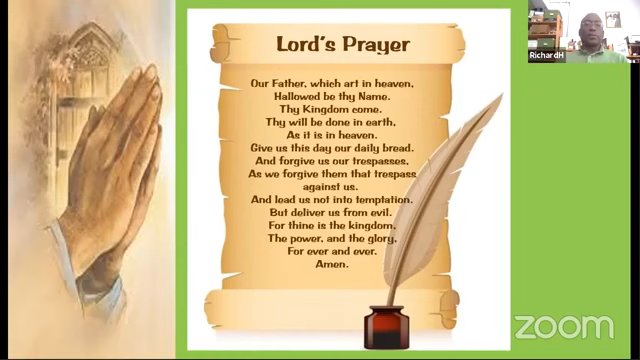 Lord's Prayer
Our Father, which art in heaven,
Hallowed be thy Name.
Thy Kingdom come.
Thy will be done in earth,
As it is in heaven.
Give us this day our daily bread.
And forgive us our trespasses,
As we forgive them that trespass
against us.
And lead us not into temptation.
But deliver us from evil.
For thine is the kingdom,
The power, and the glory,
For ever and ever.
Amen.
RichardH
zoom